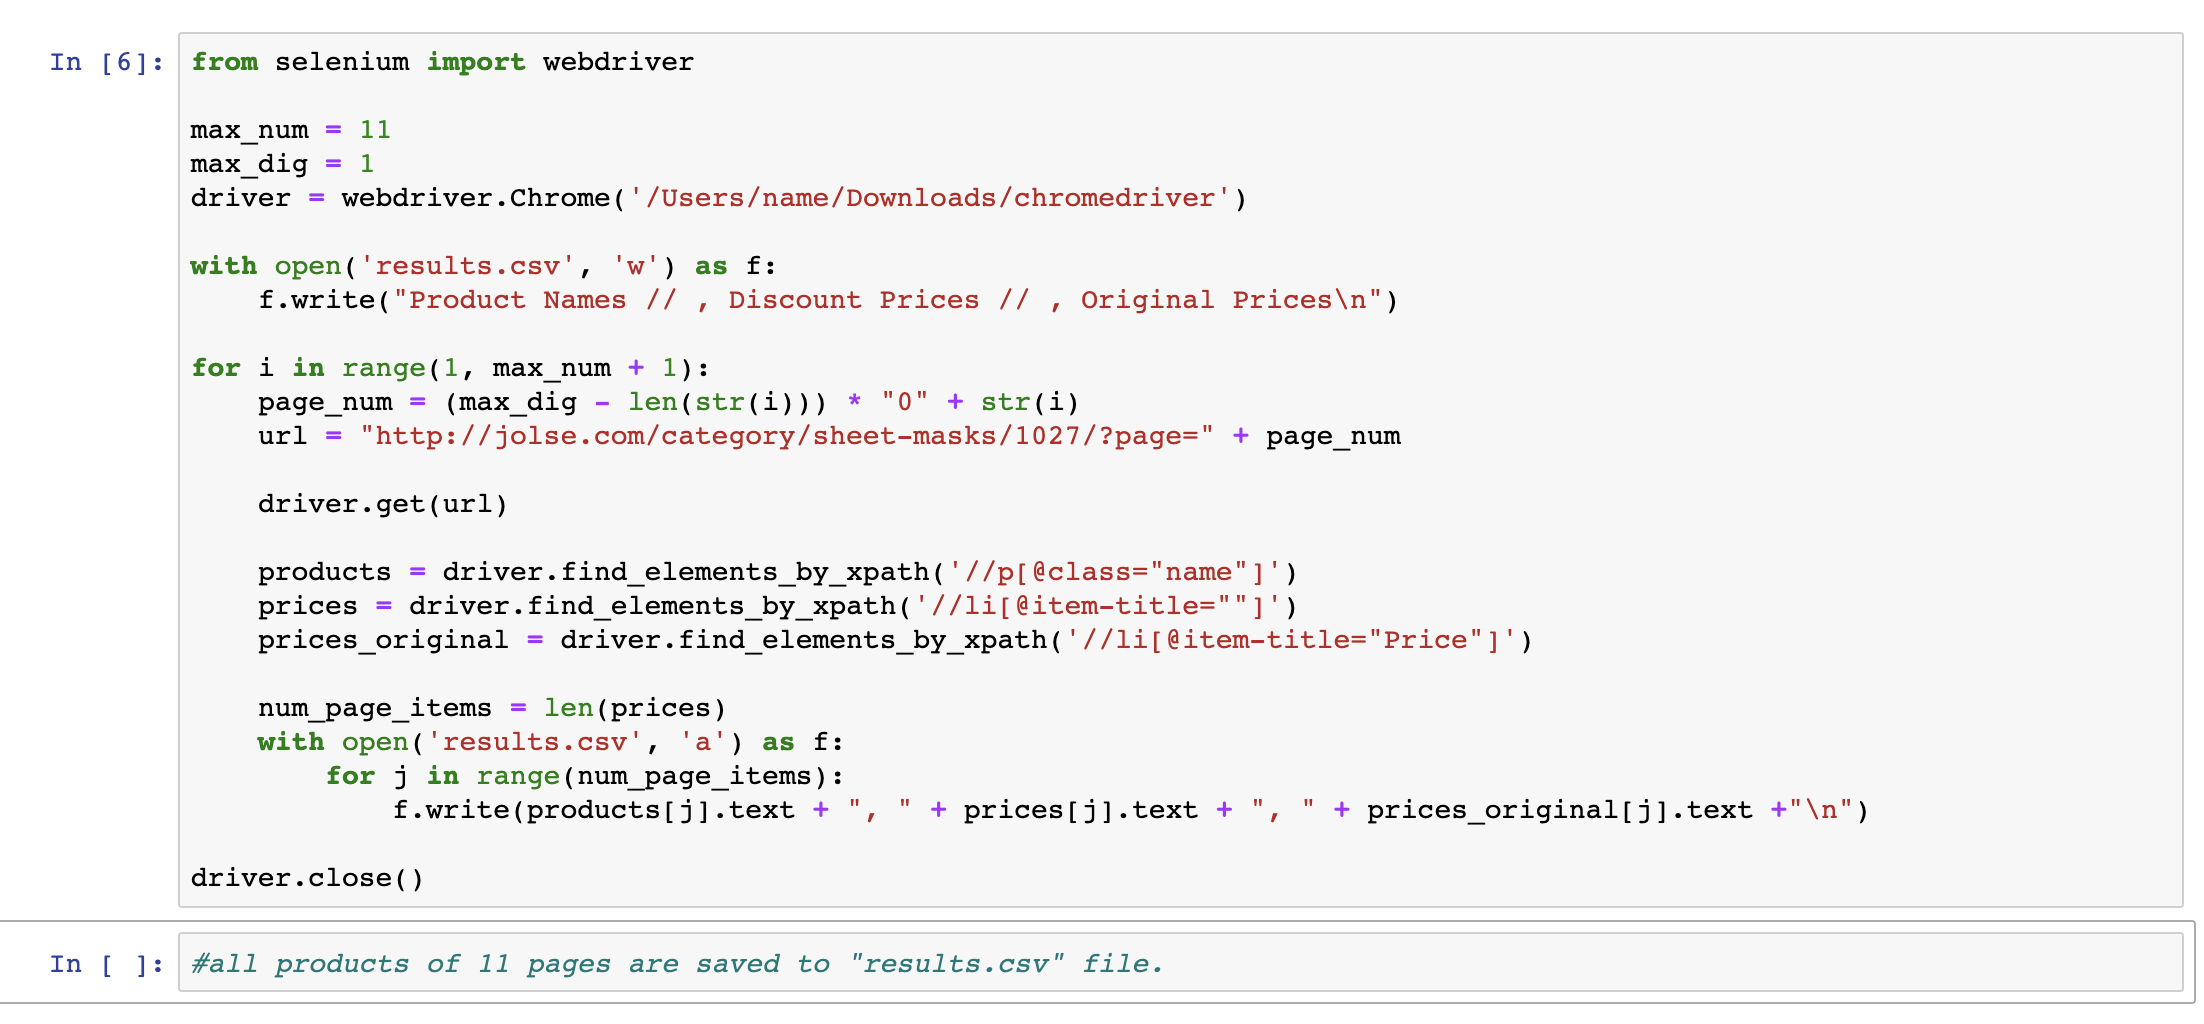 In [6]:
from selenium import webdriver
max_num = 11
max_dig = 1
driver = webdriver.Chrome('/Users/name/Downloads/chromedriver')
with open('results.csv', 'w') as f:
    f.write("Product Names // , Discount Prices // , Original Prices\n")
for i in range(1, max_num + 1):
    page_num = (max_dig - len(str(i))) * "0" + str(i)
    url = "http://jolse.com/category/sheet-masks/1027/?page=" + page_num
    driver.get(url)
    products = driver.find_elements_by_xpath('//p[@class="name"]')
    prices = driver.find_elements_by_xpath('//li[@item-title=""]')
    prices_original = driver.find_elements_by_xpath('//li[@item-title="Price"]')
    num_page_items = len(prices)
    with open('results.csv', 'a') as f:
        for j in range(num_page_items):
            f.write(products[j].text + ", " + prices[j].text + ", " + prices_original[j].text +"\n")
driver.close()
In [ ]:
#all products of 11 pages are saved to "results.csv" file.